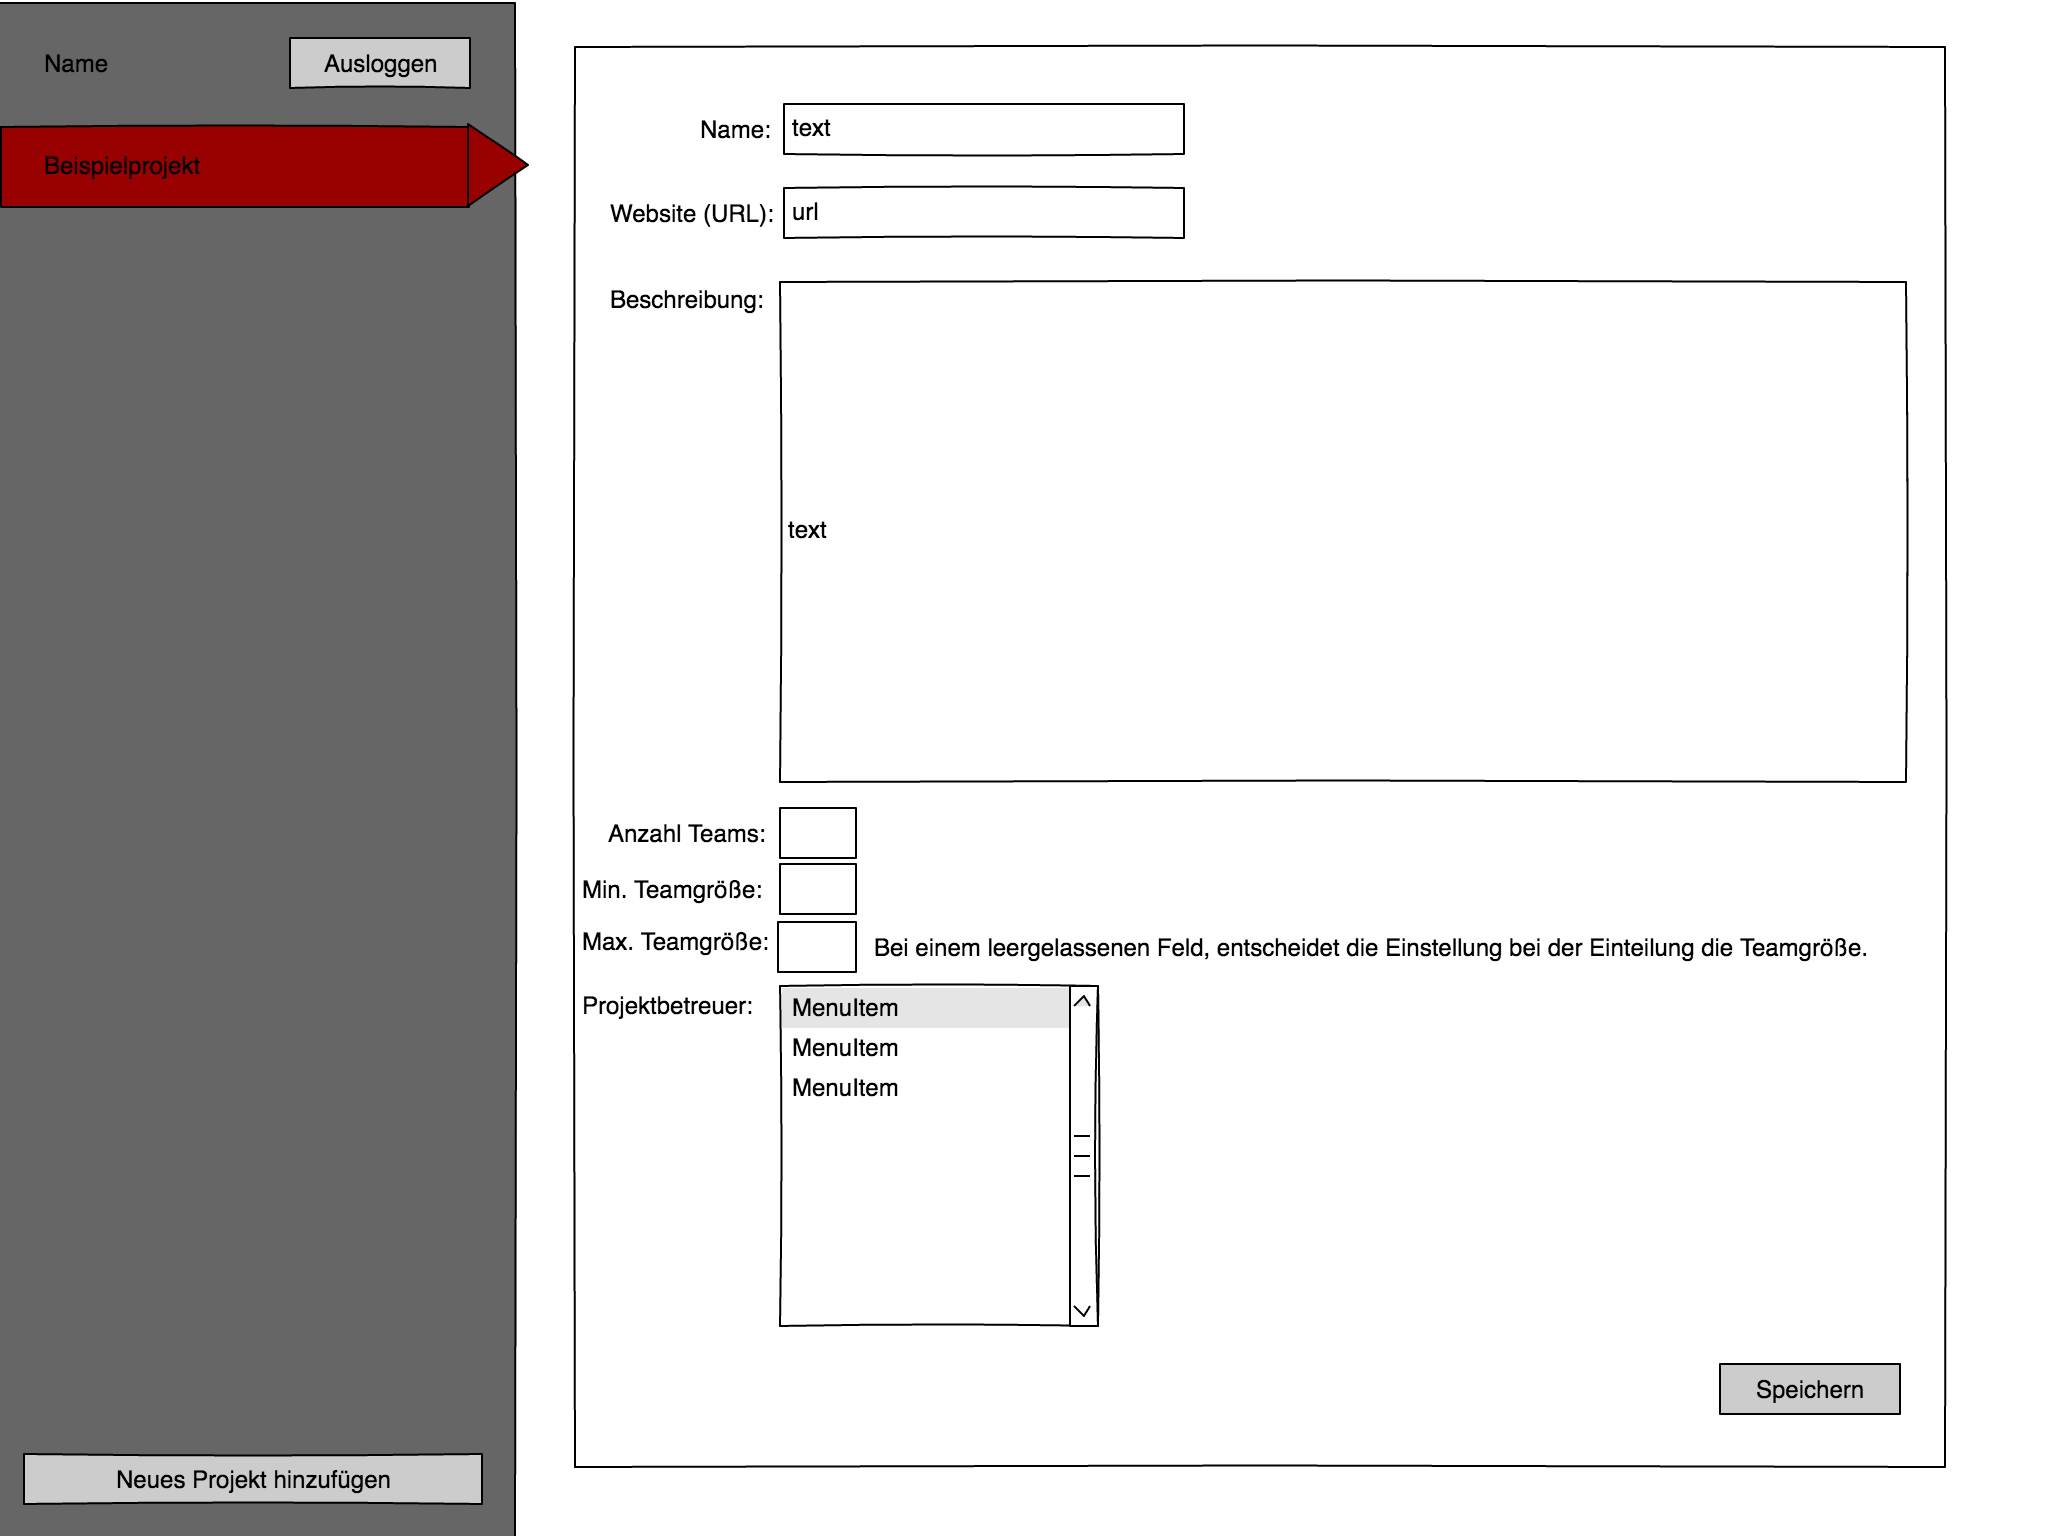 Name
Ausloggen
Beispielprojekt
Neues Projekt hinzufügen
Name: text
Website (URL): url
Beschreibung:
text
Anzahl Teams:
Min. Teamgröße:
Max. Teamgröße: Bei einem leergelassenen Feld, entscheidet die Einstellung bei der Einteilung die Teamgröße.
Projektbetreuer: MenuItem
MenuItem
MenuItem
Speichern